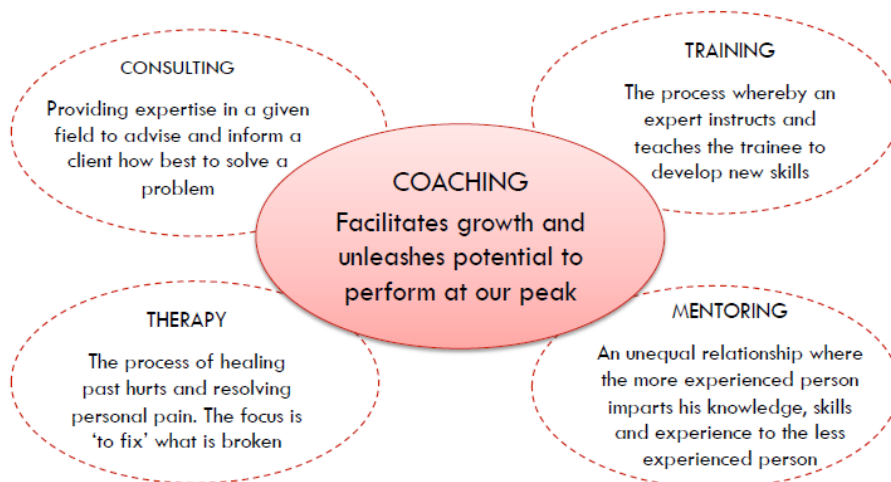 CONSULTING
Providing expertise in a given
field to advise and inform a
client how best to solve a
problem
TRAINING
The process whereby an
expert instructs and
teaches the trainee to
develop new skills
COACHING
Facilitates growth and
unleashes potential to
perform at our peak
THERAPY
The process of healing
past hurts and resolving
personal pain. The focus is
‘to fix’ what is broken
MENTORING
An unequal relationship where
the more experienced person
imparts his knowledge, skills
and experience to the less
experienced person